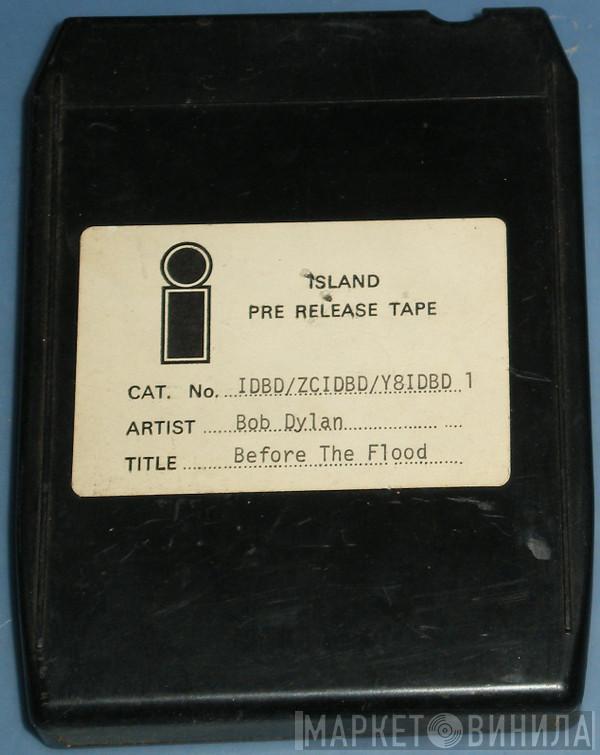 i
ISLAND
PRE RELEASE TAPE
CAT. No. IDBD/ZCIDBD/Y8IDBD 1
ARTIST Bob Dylan
TITLE Before The Flood
МАРКЕТ ВИНИЛА